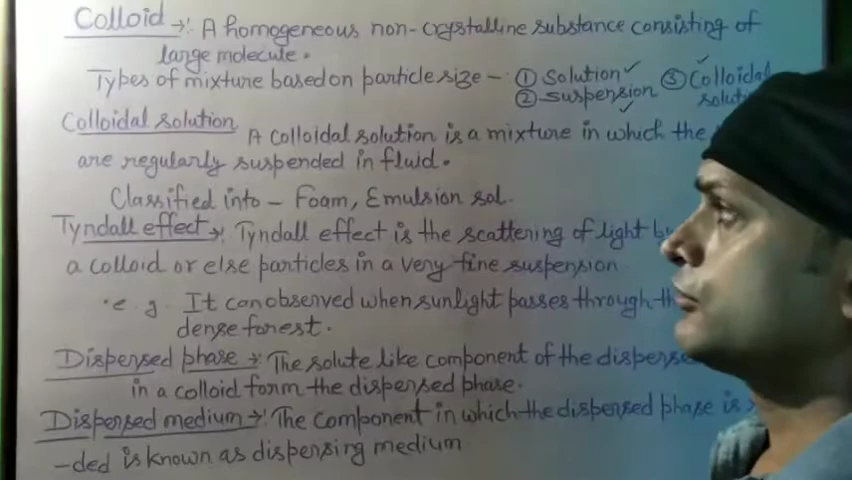 Colloid →: A homogeneous non-crystalline substance consisting of
large molecule.
Types of mixture based on particle size – ① Solution ✓ ③ Colloidal
② suspension ✓ soluti
Colloidal solution A colloidal solution is a mixture in which the
are regularly suspended in fluid.
Classified into – Foam, Emulsion sol.
Tyndall effect →: Tyndall effect is the scattering of light by
a colloid or else particles in a very fine suspension
e.g. It can observed when sunlight passes through th
dense forest.
Dispersed phase →: The solute like component of the disperse
in a colloid form the dispersed phase.
Dispersed medium →: The component in which the dispersed phase is
-ded is known as dispersing medium